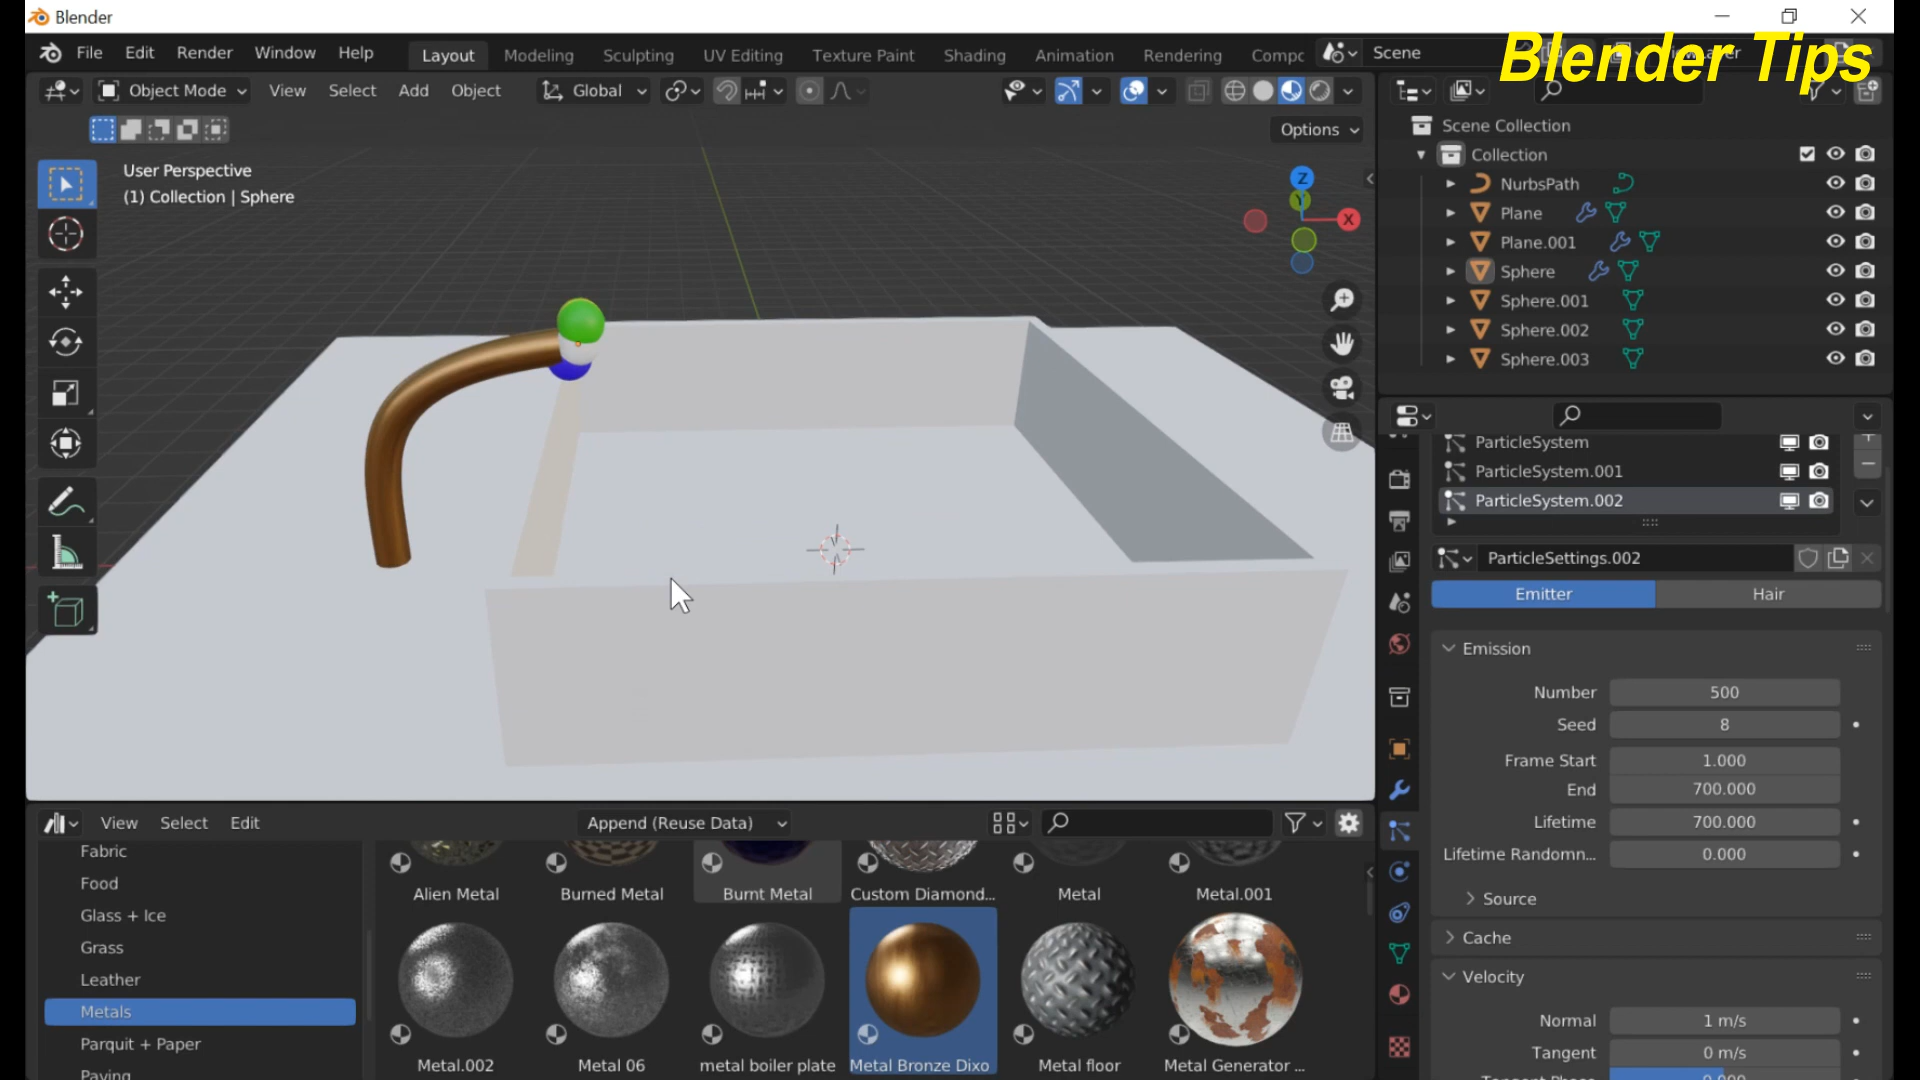 Blender
File Edit Render Window Help Layout Modeling Sculpting UV Editing Texture Paint Shading Animation Rendering Compc Scene
Blender Tips
Object Mode View Select Add Object Global
Options
User Perspective
(1) Collection | Sphere
Z
Y
X
Scene Collection
Collection
NurbsPath
Plane
Plane.001
Sphere
Sphere.001
Sphere.002
Sphere.003
ParticleSystem
ParticleSystem.001
ParticleSystem.002
ParticleSettings.002
Emitter Hair
Emission
Number 500
Seed 8
Frame Start 1.000
End 700.000
Lifetime 700.000
Lifetime Randomn... 0.000
Source
Cache
Velocity
Normal 1 m/s
Tangent 0 m/s
View Select Edit Append (Reuse Data)
Fabric
Food
Glass + Ice
Grass
Leather
Metals
Parquit + Paper
Paving
Alien Metal Burned Metal Burnt Metal Custom Diamond... Metal Metal.001
Metal.002 Metal 06 metal boiler plate Metal Bronze Dixo Metal floor Metal Generator ...